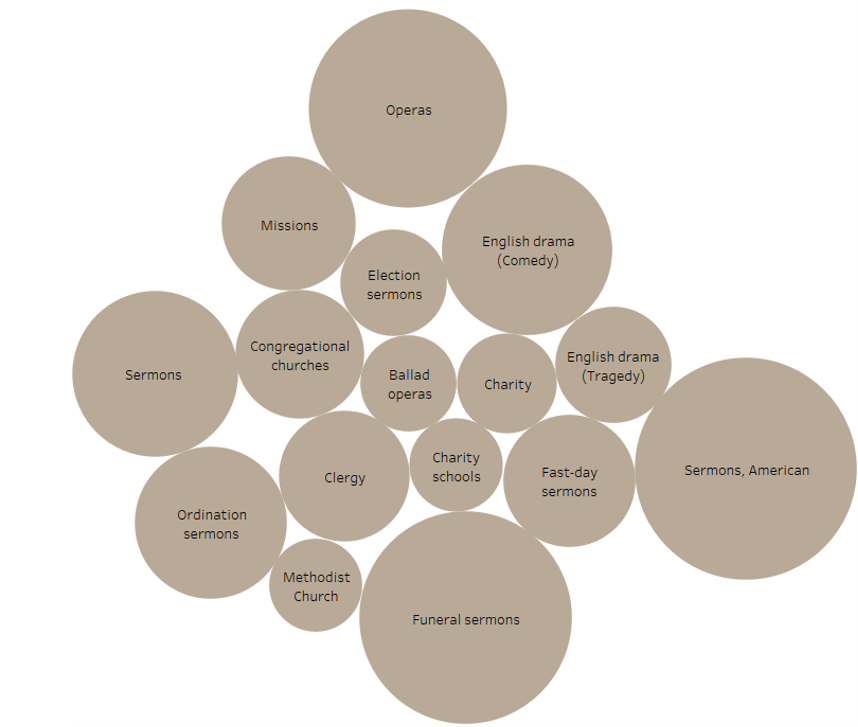 Operas
Missions
English drama
(Comedy)
Election
sermons
Congregational
churches
English drama
(Tragedy)
Sermons
Ballad
operas
Charity
Sermons, American
Clergy
Charity
schools
Fast-day
sermons
Ordination
sermons
Methodist
Church
Funeral sermons